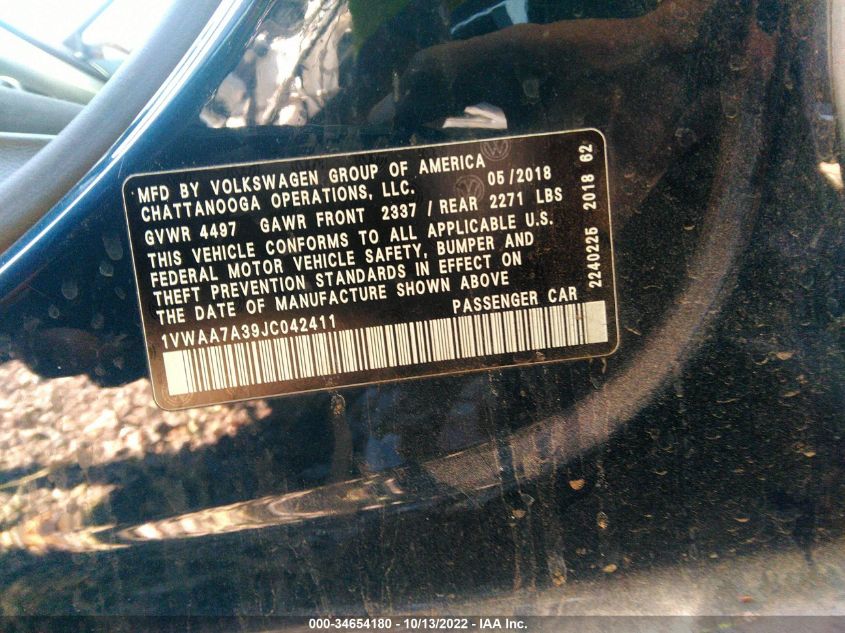 MFD BY VOLKSWAGEN GROUP OF AMERICA
CHATTANOOGA OPERATIONS, LLC. 05/2018
GVWR 4497 GAWR FRONT 2337 / REAR 2271 LBS
THIS VEHICLE CONFORMS TO ALL APPLICABLE U.S.
FEDERAL MOTOR VEHICLE SAFETY, BUMPER AND
THEFT PREVENTION STANDARDS IN EFFECT ON
THE DATE OF MANUFACTURE SHOWN ABOVE
1VWAA7A39JC042411 PASSENGER CAR
2240225 2018 62
000-34654180 - 10/13/2022 - IAA Inc.